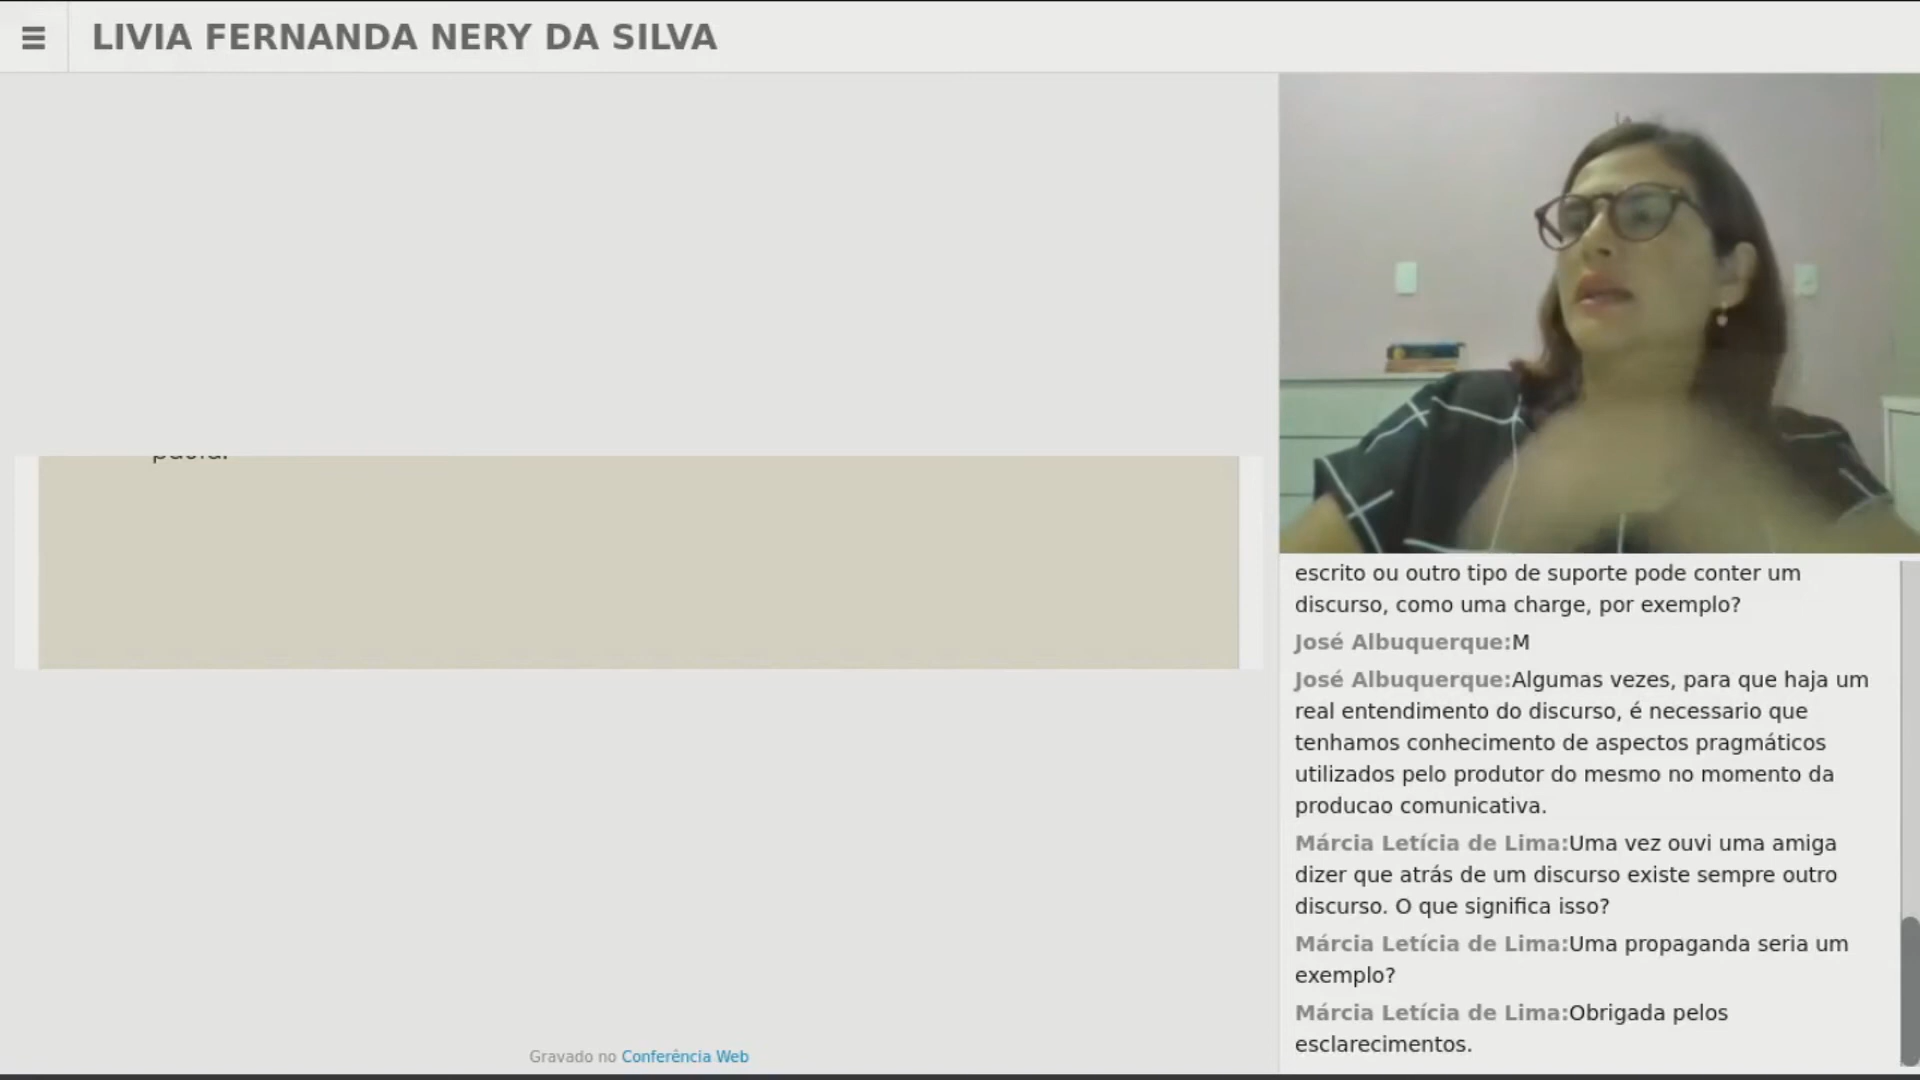 LIVIA FERNANDA NERY DA SILVA
escrito ou outro tipo de suporte pode conter um
discurso, como uma charge, por exemplo?
José Albuquerque:M
José Albuquerque:Algumas vezes, para que haja um
real entendimento do discurso, é necessario que
tenhamos conhecimento de aspectos pragmáticos
utilizados pelo produtor do mesmo no momento da
producao comunicativa.
Márcia Letícia de Lima:Uma vez ouvi uma amiga
dizer que atrás de um discurso existe sempre outro
discurso. O que significa isso?
Márcia Letícia de Lima:Uma propaganda seria um
exemplo?
Márcia Letícia de Lima:Obrigada pelos
esclarecimentos.
Gravado no Conferência Web